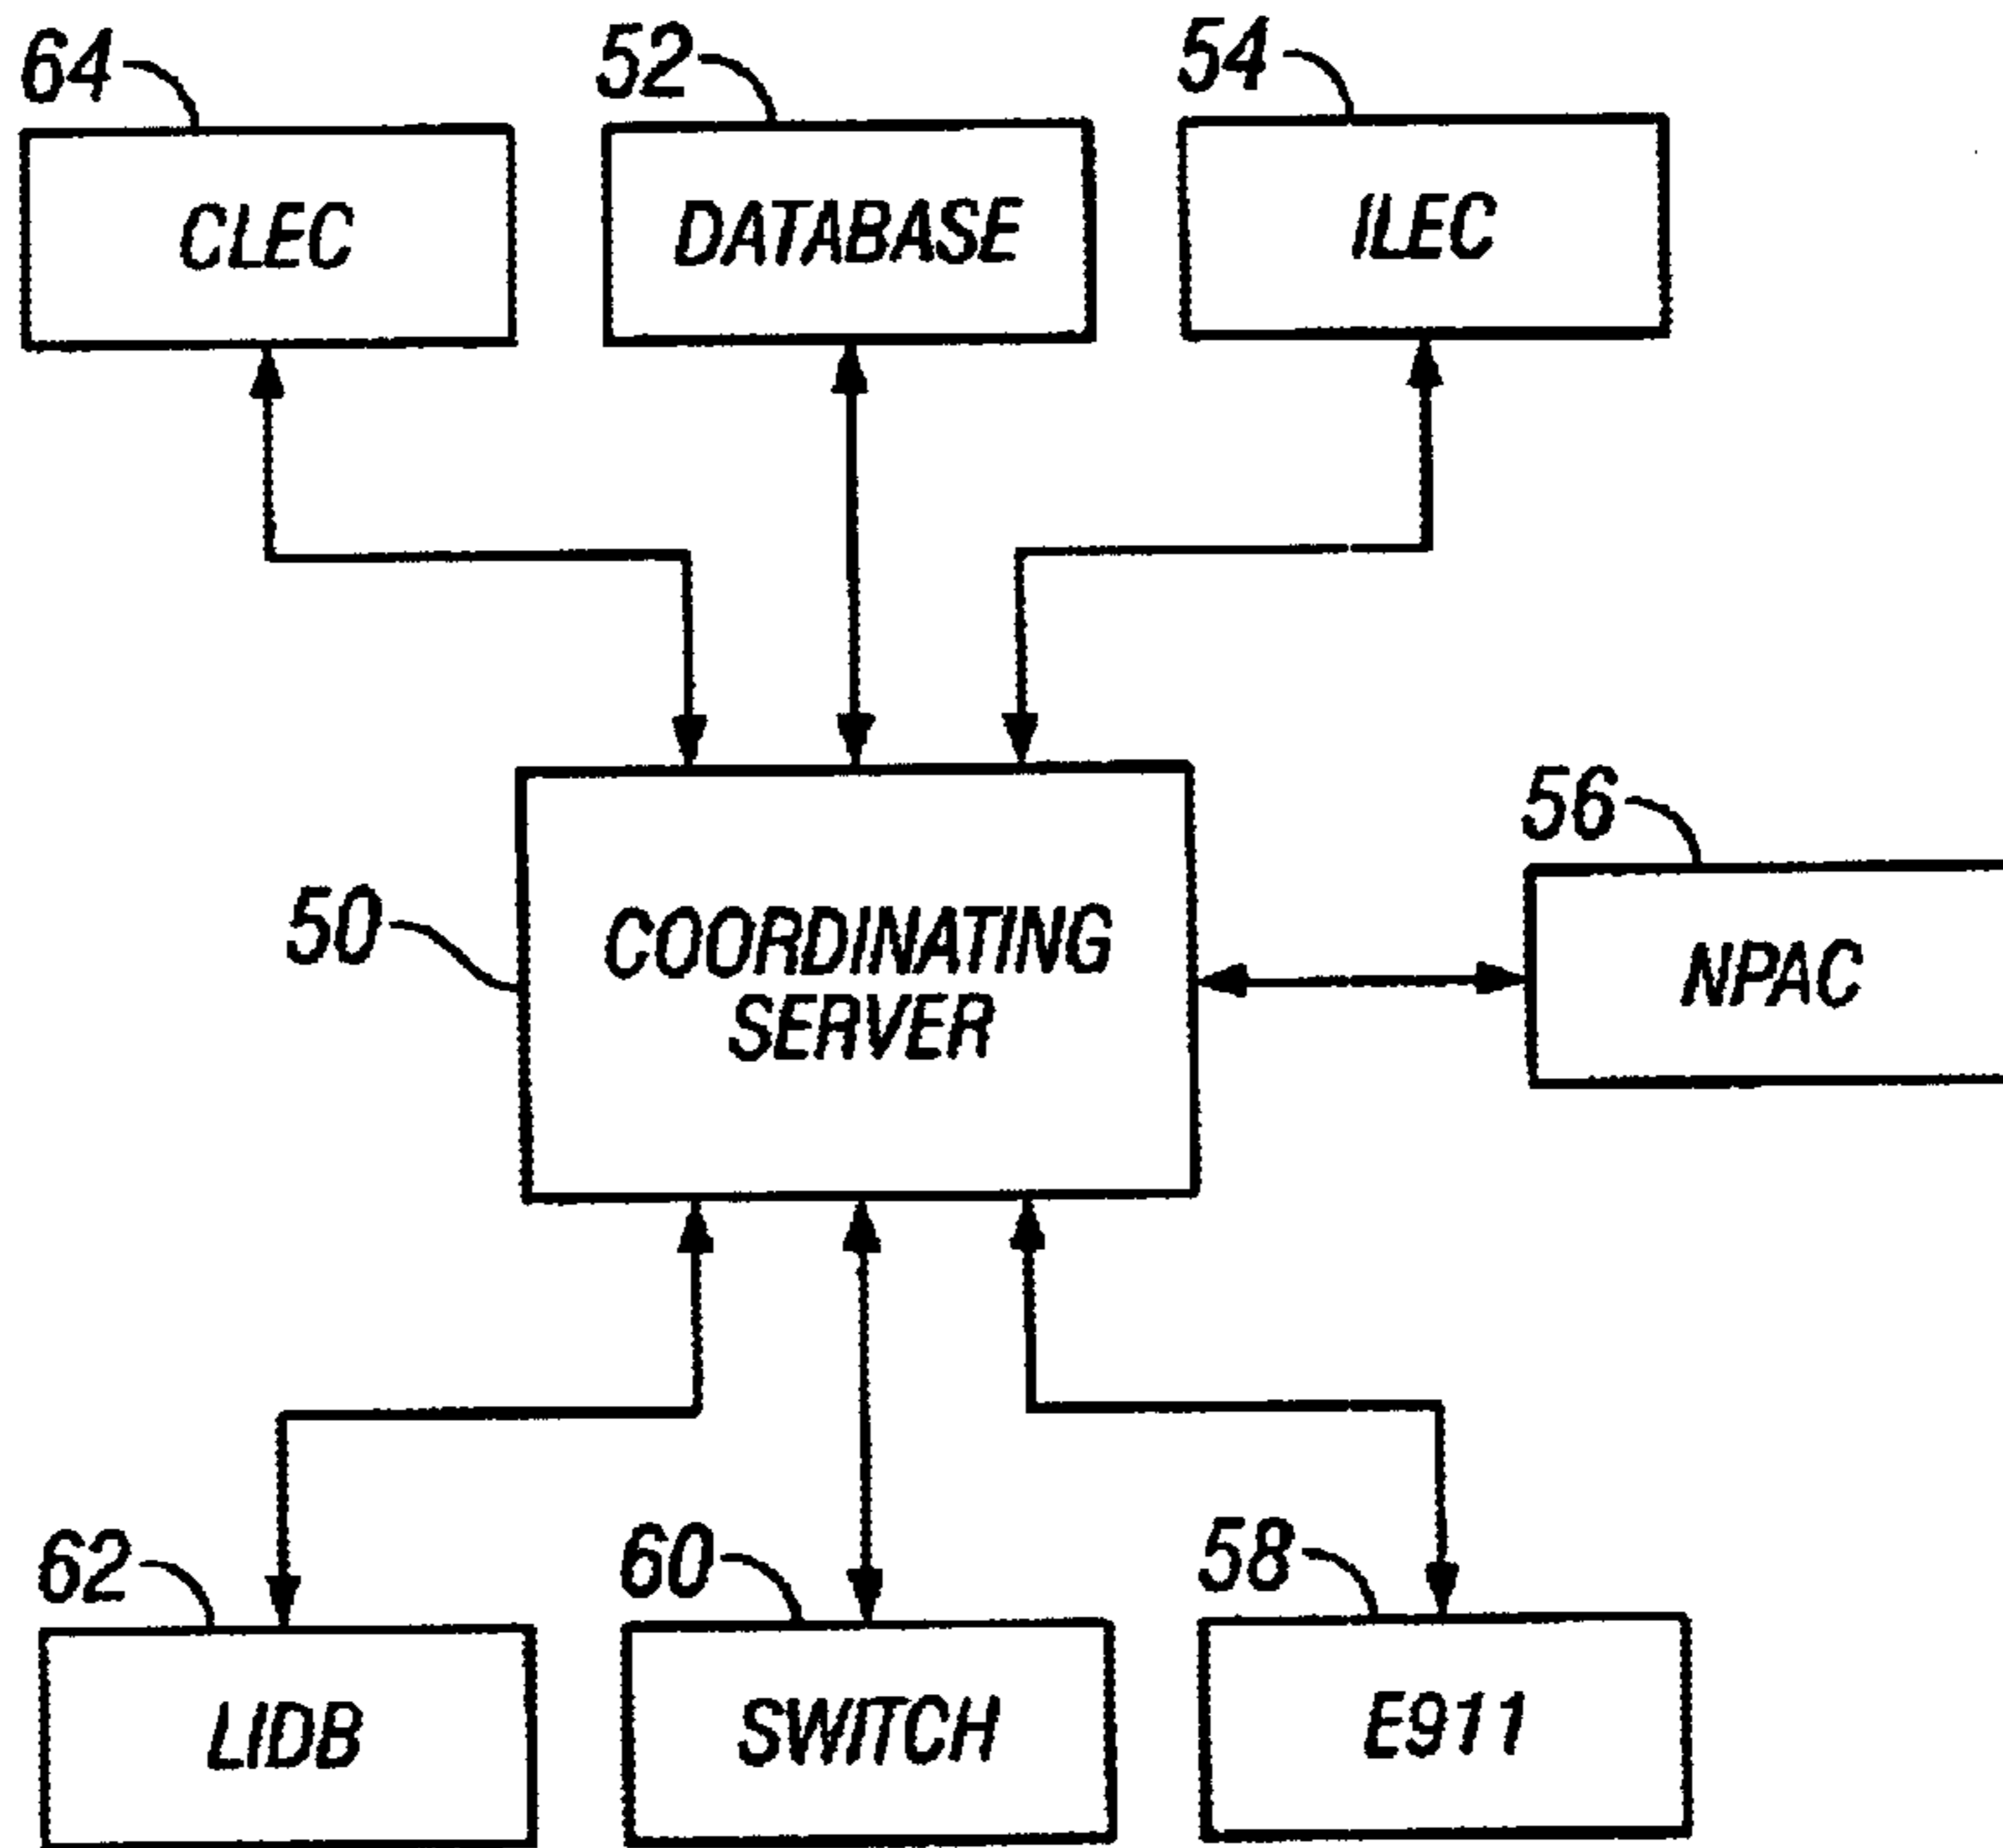 64
52
54
CLEC
DATABASE
ILEC
56
50
COORDINATING
SERVER
NPAC
62
60
58
LIDB
SWITCH
E911